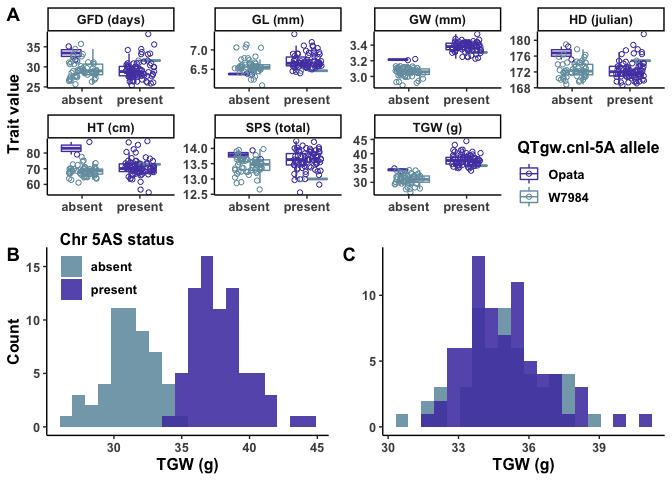 A
GFD (days)
GL (mm)
GW (mm)
HD (julian)
Trait value
35
30
25
7.0
6.5
3.4
3.2
3.0
180
176
172
168
absent present
absent present
absent present
absent present
HT (cm)
SPS (total)
TGW (g)
80
70
60
14.0
13.5
13.0
12.5
45
40
35
30
absent present
absent present
absent present
QTgw.cnl-5A allele
Opata
W7984
B
Chr 5AS status
absent
present
Count
15
10
5
0
30 35 40 45
TGW (g)
C
10
5
0
30 33 36 39
TGW (g)